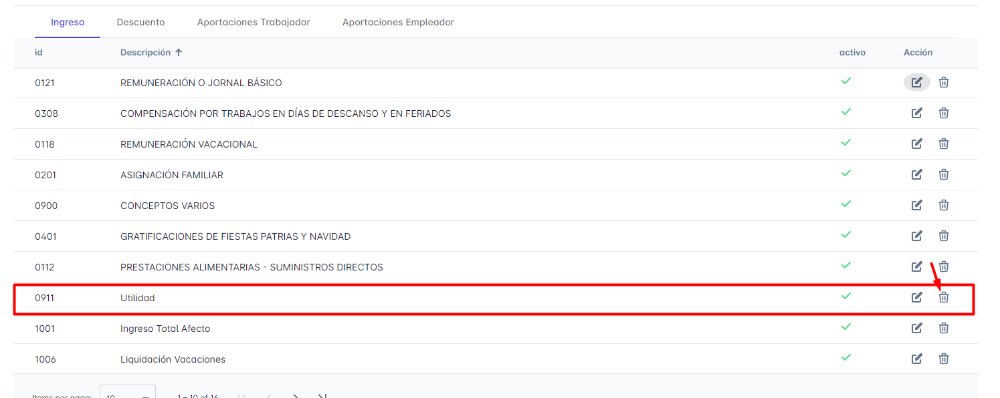 Ingreso Descuento Aportaciones Trabajador Aportaciones Empleador
id Descripción activo Acción
0121 REMUNERACIÓN O JORNAL BÁSICO
0308 COMPENSACIÓN POR TRABAJOS EN DÍAS DE DESCANSO Y EN FERIADOS
0118 REMUNERACIÓN VACACIONAL
0201 ASIGNACIÓN FAMILIAR
0900 CONCEPTOS VARIOS
0401 GRATIFICACIONES DE FIESTAS PATRIAS Y NAVIDAD
0112 PRESTACIONES ALIMENTARIAS - SUMINISTROS DIRECTOS
0911 Utilidad
1001 Ingreso Total Afecto
1006 Liquidación Vacaciones
Items per page: 10 1 – 10 of 16